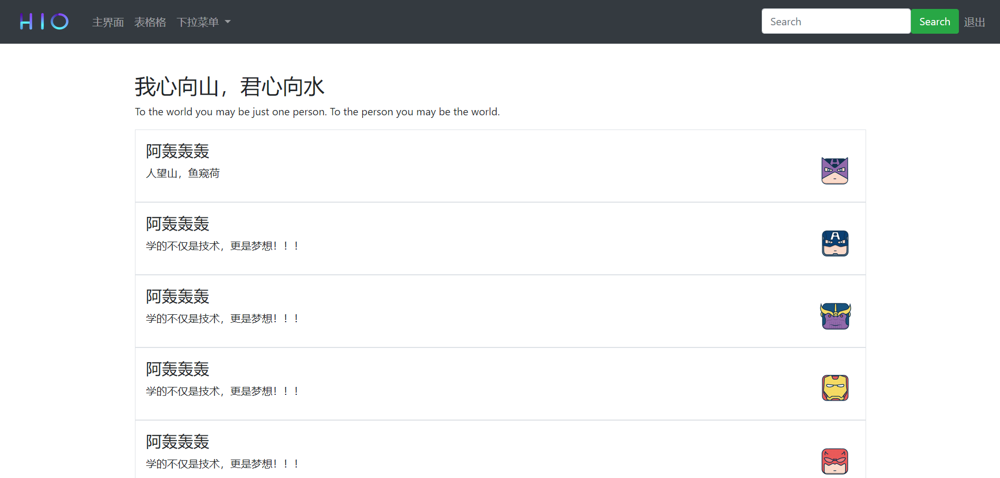 HIO 主界面 表格格 下拉菜单 Search Search 退出
我心向山，君心向水
To the world you may be just one person. To the person you may be the world.
阿轰轰轰
人望山，鱼窥荷
阿轰轰轰
学的不仅是技术，更是梦想！！！
阿轰轰轰
学的不仅是技术，更是梦想！！！
阿轰轰轰
学的不仅是技术，更是梦想！！！
阿轰轰轰
学的不仅是技术，更是梦想！！！